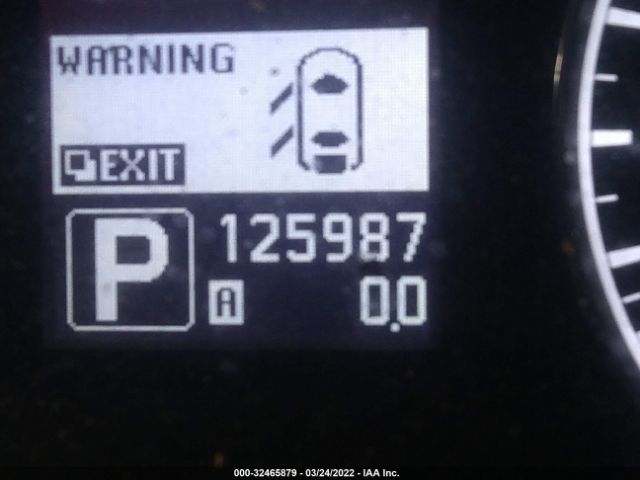 WARNING
EXIT
P
125987
A 0.0
000-32465879 - 03/24/2022 - IAA Inc.